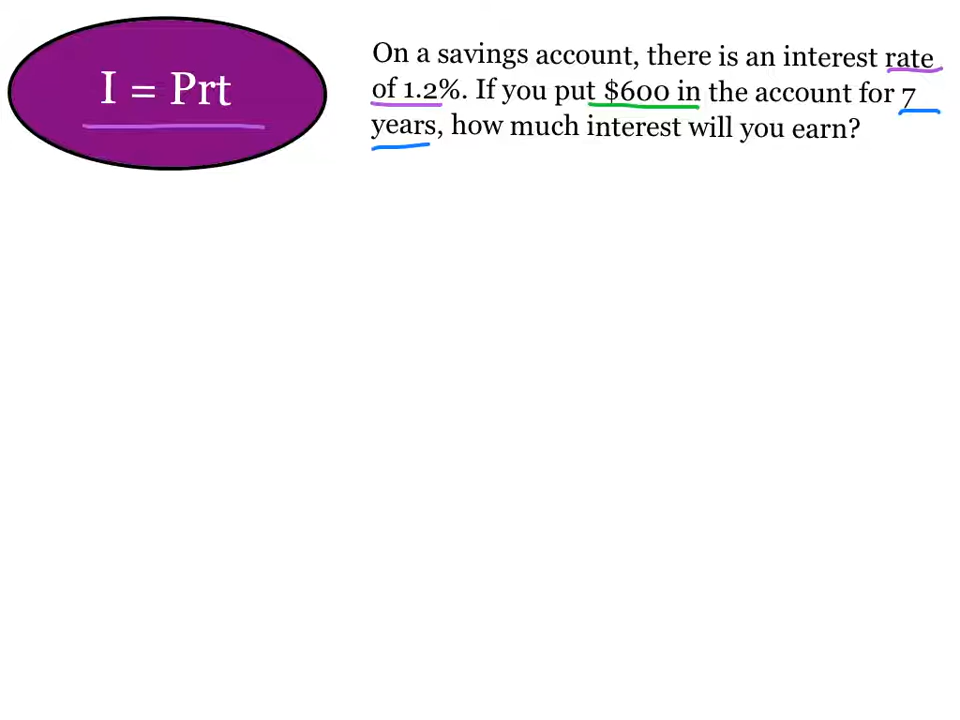 I = Prt
On a savings account, there is an interest rate
of 1.2%. If you put $600 in the account for 7
years, how much interest will you earn?